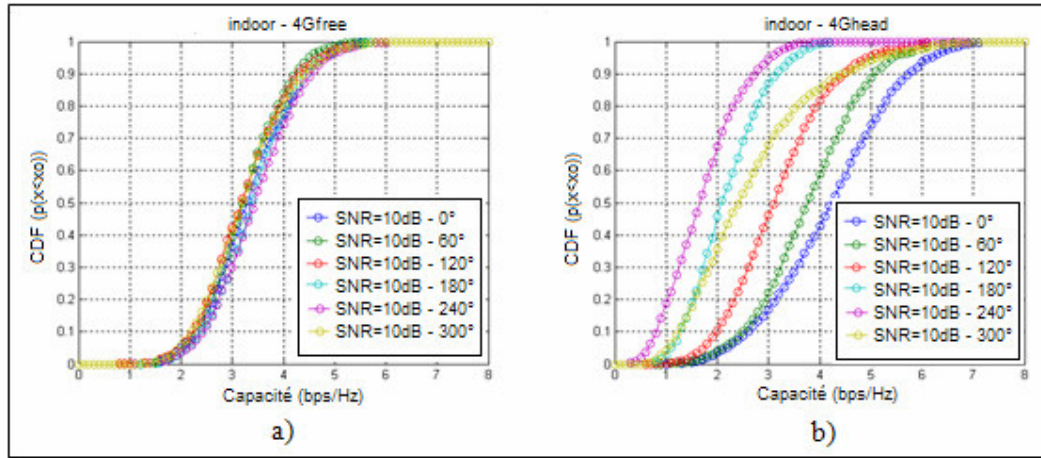 indoor - 4Gfree
CDF (p(x<xo))
1
0.9
0.8
0.7
0.6
0.5
0.4
0.3
0.2
0.1
0
0 1 2 3 4 5 6 7 8
Capacité (bps/Hz)
SNR=10dB - 0°
SNR=10dB - 60°
SNR=10dB - 120°
SNR=10dB - 180°
SNR=10dB - 240°
SNR=10dB - 300°
a)
indoor - 4Ghead
CDF (p(x<xo))
1
0.9
0.8
0.7
0.6
0.5
0.4
0.3
0.2
0.1
0
0 1 2 3 4 5 6 7 8
Capacité (bps/Hz)
SNR=10dB - 0°
SNR=10dB - 60°
SNR=10dB - 120°
SNR=10dB - 180°
SNR=10dB - 240°
SNR=10dB - 300°
b)